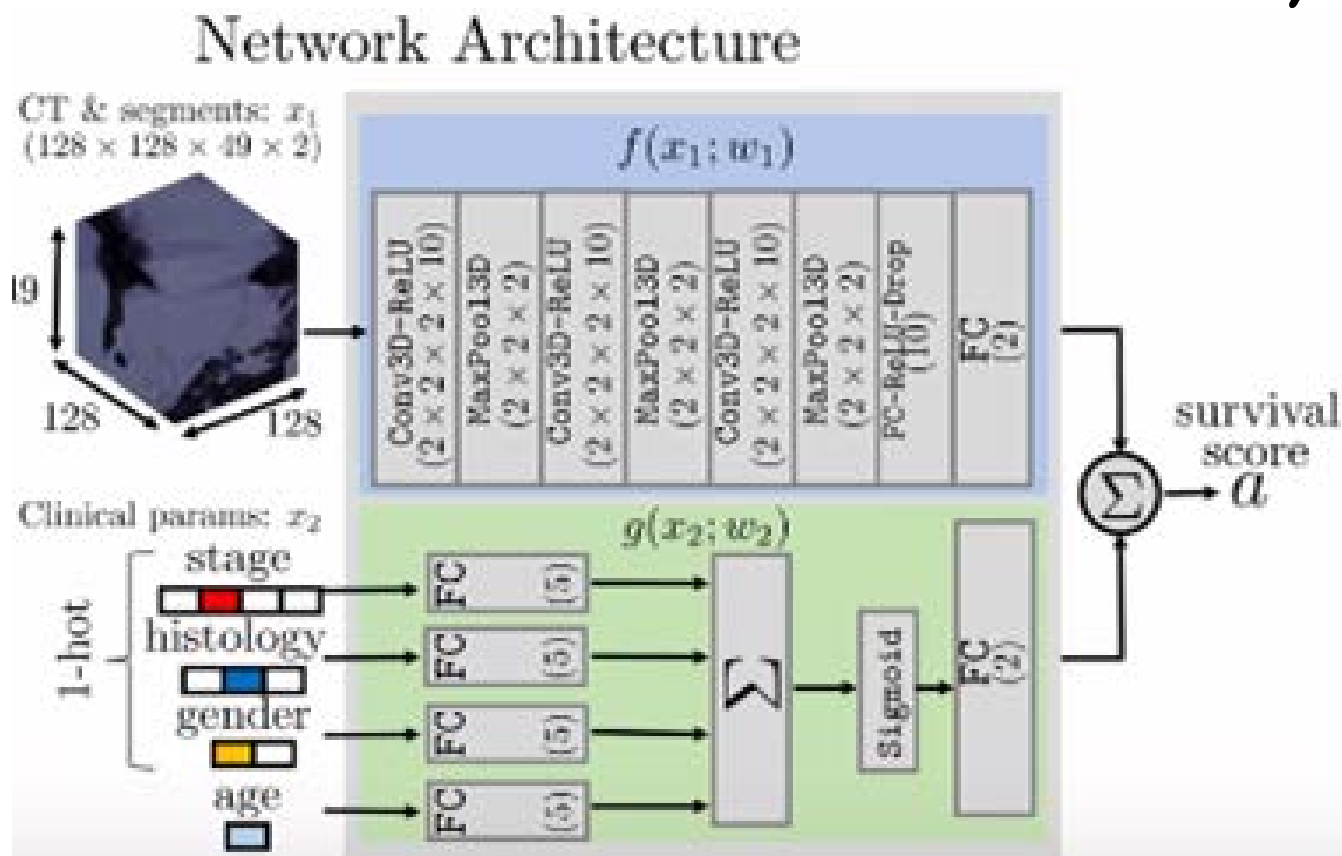 Network Architecture
CT & segments: x₁
(128 × 128 × 49 × 2)
49
128
128
f(x₁; w₁)
Conv3D-ReLU
(2 × 2 × 2 × 10)
MaxPool3D
(2 × 2 × 2)
Conv3D-ReLU
(2 × 2 × 2 × 10)
MaxPool3D
(2 × 2 × 2)
Conv3D-ReLU
(2 × 2 × 2 × 10)
MaxPool3D
(2 × 2 × 2)
FC-ReLU-Drop
(10)
FC
(2)
survival
score
Σ
a
Clinical params: x₂
1-hot
stage
histology
gender
age
g(x₂; w₂)
FC (5)
FC (5)
FC (5)
FC (5)
Σ
Sigmoid
FC
(2)